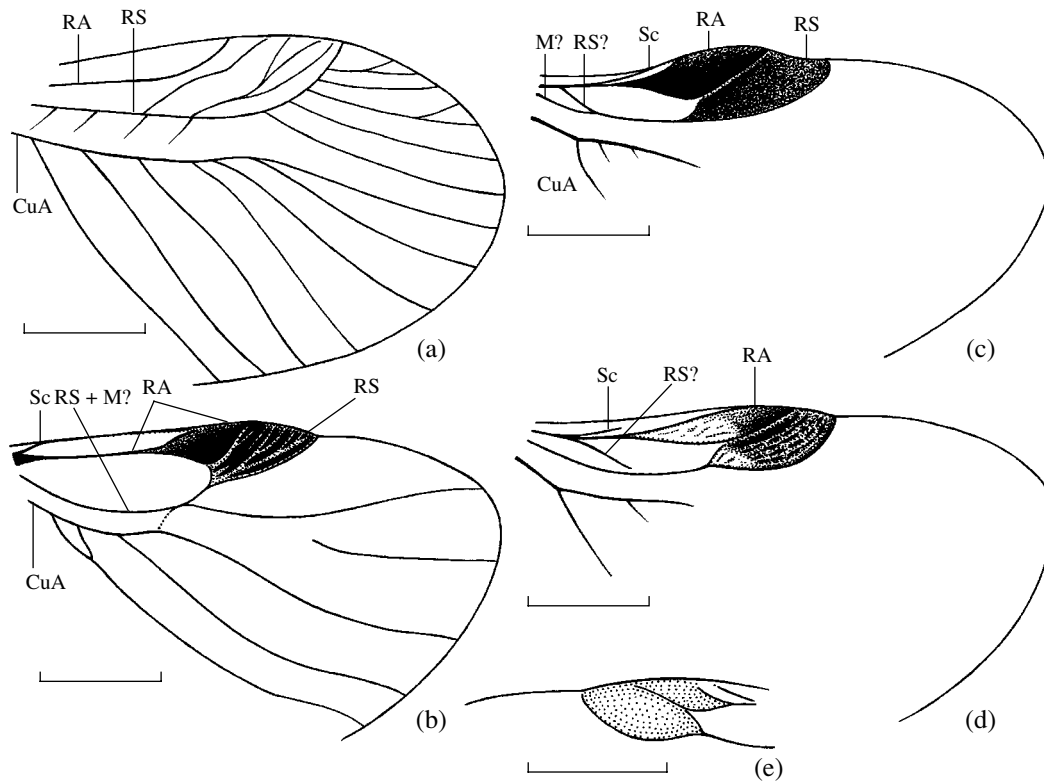 RA RS
CuA
(a)
Sc RS + M? RA RS
CuA
(b)
M? RS? Sc RA RS
CuA
(c)
Sc RS? RA
(d)
(e)